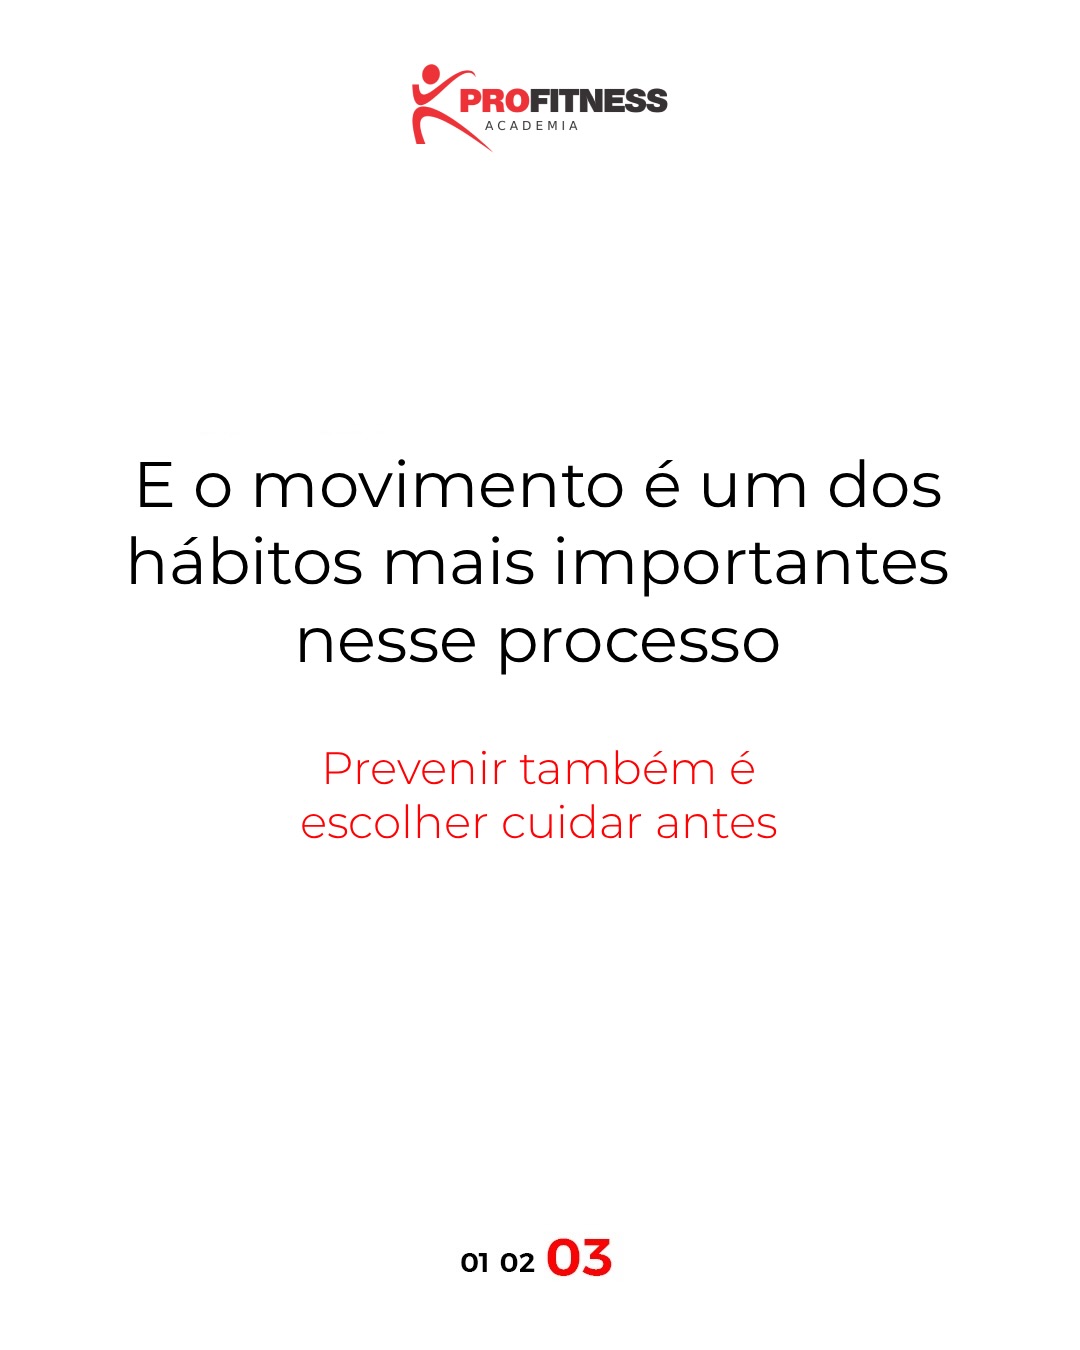 PROFITNESS
ACADEMIA
E o movimento é um dos
hábitos mais importantes
nesse processo
Prevenir também é
escolher cuidar antes
01 02 03